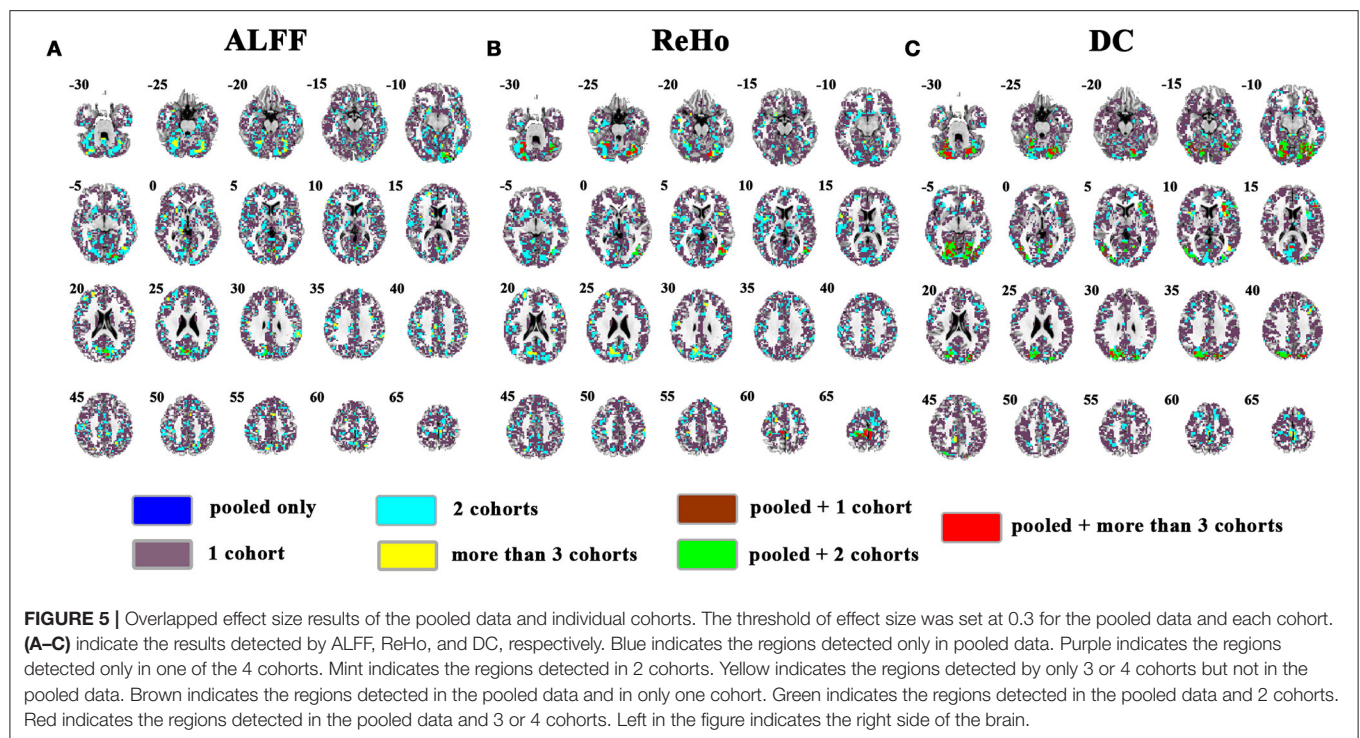 A
ALFF
B
ReHo
C
DC
-30 -25 -20 -15 -10
-5 0 5 10 15
20 25 30 35 40
45 50 55 60 65
-30 -25 -20 -15 -10
-5 0 5 10 15
20 25 30 35 40
45 50 55 60 65
-30 -25 -20 -15 -10
-5 0 5 10 15
20 25 30 35 40
45 50 55 60 65
pooled only
2 cohorts
pooled + 1 cohort
pooled + more than 3 cohorts
1 cohort
more than 3 cohorts
pooled + 2 cohorts
FIGURE 5 | Overlapped effect size results of the pooled data and individual cohorts. The threshold of effect size was set at 0.3 for the pooled data and each cohort.
(A–C) indicate the results detected by ALFF, ReHo, and DC, respectively. Blue indicates the regions detected only in pooled data. Purple indicates the regions
detected only in one of the 4 cohorts. Mint indicates the regions detected in 2 cohorts. Yellow indicates the regions detected by only 3 or 4 cohorts but not in the
pooled data. Brown indicates the regions detected in the pooled data and in only one cohort. Green indicates the regions detected in the pooled data and 2 cohorts.
Red indicates the regions detected in the pooled data and 3 or 4 cohorts. Left in the figure indicates the right side of the brain.